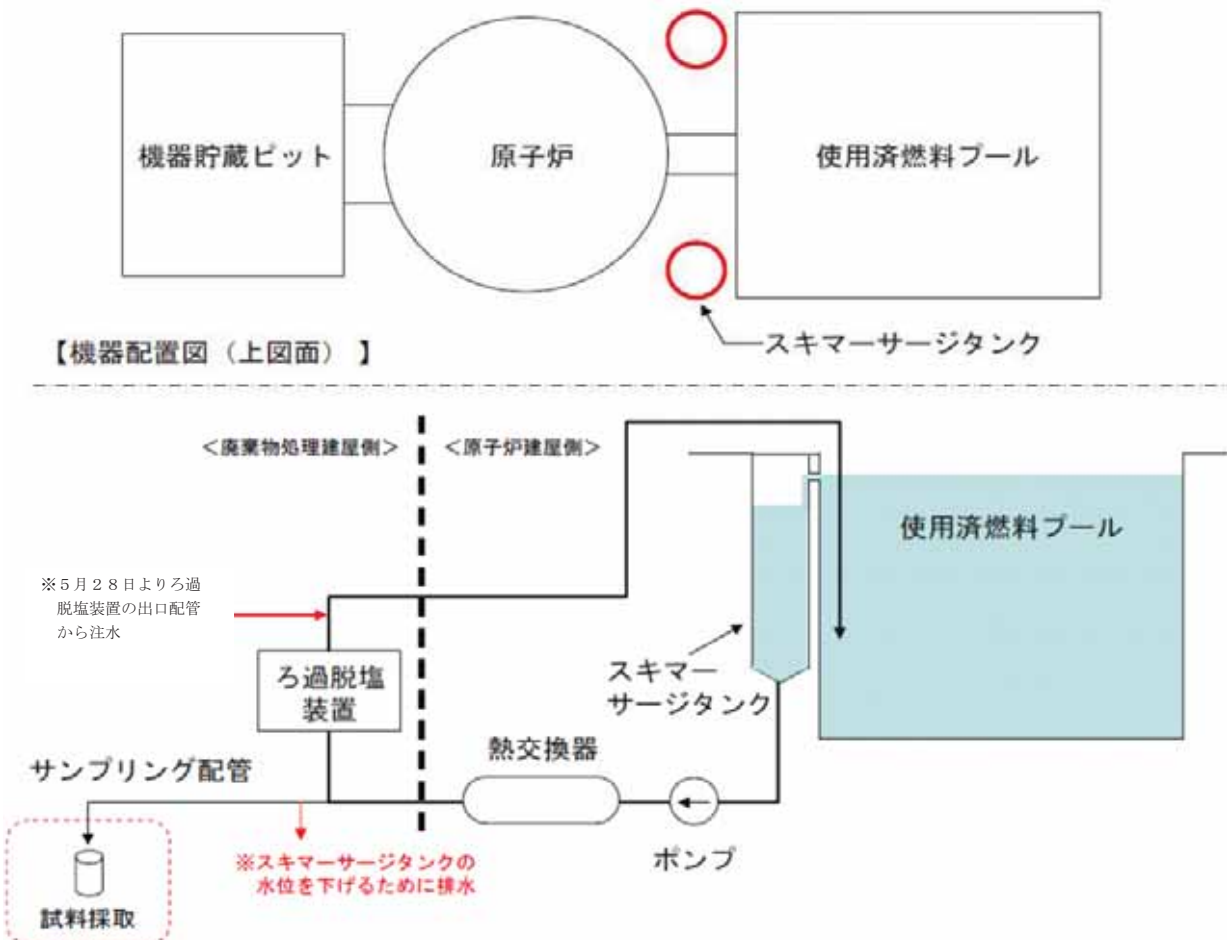 機器貯蔵ピット
原子炉
使用済燃料プール
スキマーサージタンク
【機器配置図（上図面） 】
＜廃棄物処理建屋側＞
＜原子炉建屋側＞
使用済燃料プール
※５月２８日よりろ過
脱塩装置の出口配管
から注水
ろ過脱塩
装置
スキマー
サージタンク
熱交換器
サンプリング配管
ポンプ
※スキマーサージタンクの
水位を下げるために排水
試料採取